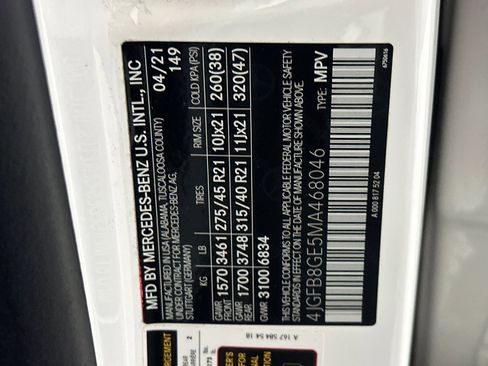 MFD BY MERCEDES-BENZ U.S. INTL., INC
MANUFACTURED IN USA (ALABAMA, TUSCALOOSA COUNTY)
UNDER CONTRACT FOR MERCEDES-BENZ AG,
STUTTGART (GERMANY)
04/21
149
KG LB TIRES RIM SIZE COLD KPA (PSI)
GAWR FRONT 1570 3461 275/45 R21 10Jx21 260(38)
GAWR REAR 1700 3748 315/40 R21 11Jx21 320(47)
GVWR 3100 6834
THIS VEHICLE CONFORMS TO ALL APPLICABLE FEDERAL MOTOR VEHICLE SAFETY
STANDARDS IN EFFECT ON THE DATE OF MANUFACTURE SHOWN ABOVE.
4JGFB8GE5MA468046
TYPE: MPV
A 000 817 52 04
6750616
A 167 584 54 18